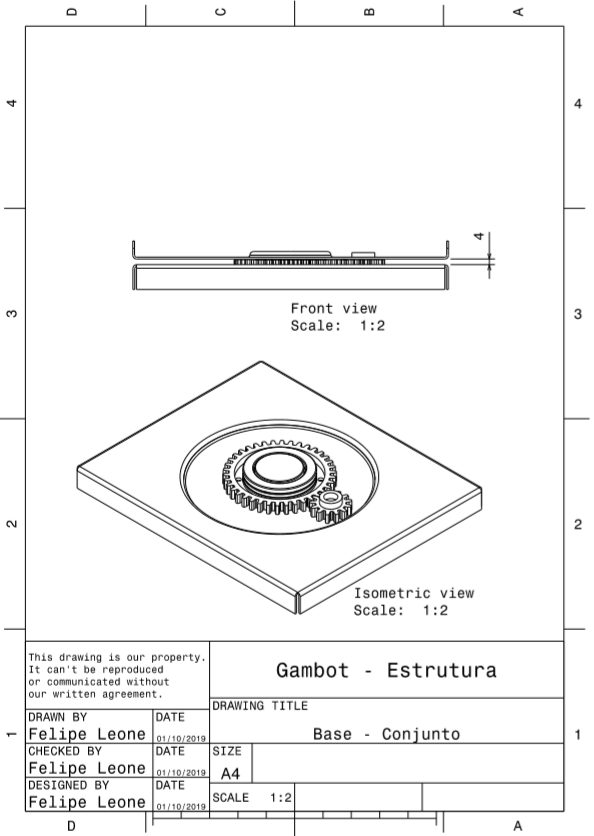 D C B A
4 4
4
Front view
Scale: 1:2
3 3
2 2
Isometric view
Scale: 1:2
This drawing is our property.
It can't be reproduced
or communicated without
our written agreement.
Gambot - Estrutura
DRAWING TITLE
Base - Conjunto
DRAWN BY
Felipe Leone
DATE
01/10/2019
CHECKED BY
Felipe Leone
DATE
01/10/2019
DESIGNED BY
Felipe Leone
DATE
01/10/2019
SIZE
A4
SCALE 1:2
1 1
D A